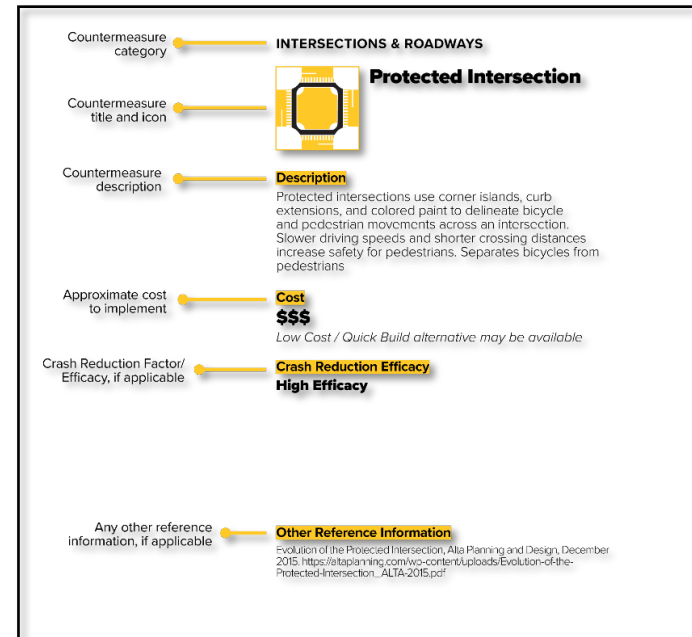 Countermeasure
category
INTERSECTIONS & ROADWAYS
Protected Intersection
Countermeasure
title and icon
Countermeasure
description
Description
Protected intersections use corner islands, curb
extensions, and colored paint to delineate bicycle
and pedestrian movements across an intersection.
Slower driving speeds and shorter crossing distances
increase safety for pedestrians. Separates bicycles from
pedestrians
Approximate cost
to implement
Cost
$$$
Low Cost / Quick Build alternative may be available
Crash Reduction Factor/
Efficacy, if applicable
Crash Reduction Efficacy
High Efficacy
Any other reference
information, if applicable
Other Reference Information
Evolution of the Protected Intersection, Alta Planning and Design, December
2015. https://altaplanning.com/wp-content/uploads/Evolution-of-the-
Protected-Intersection_ALTA-2015.pdf